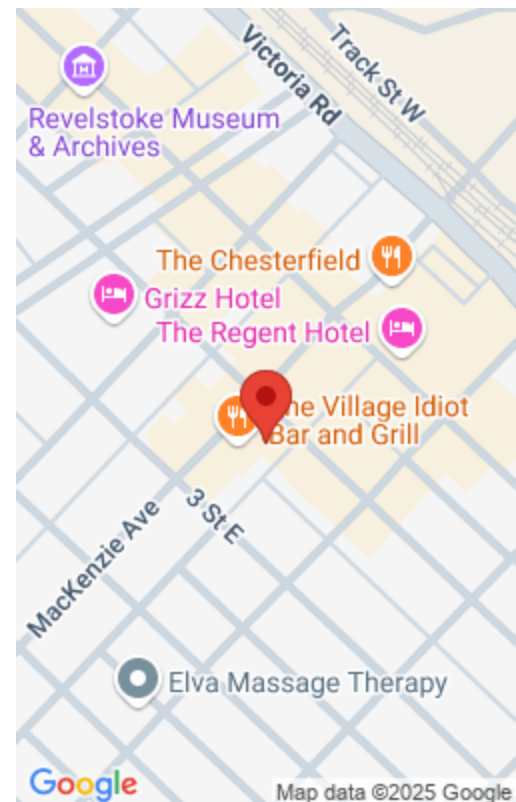 Victoria Rd
Track St W
Revelstoke Museum
& Archives
The Chesterfield
Grizz Hotel
The Regent Hotel
he Village Idiot
Bar and Grill
3 St E
MacKenzie Ave
Elva Massage Therapy
Google
Map data ©2025 Google